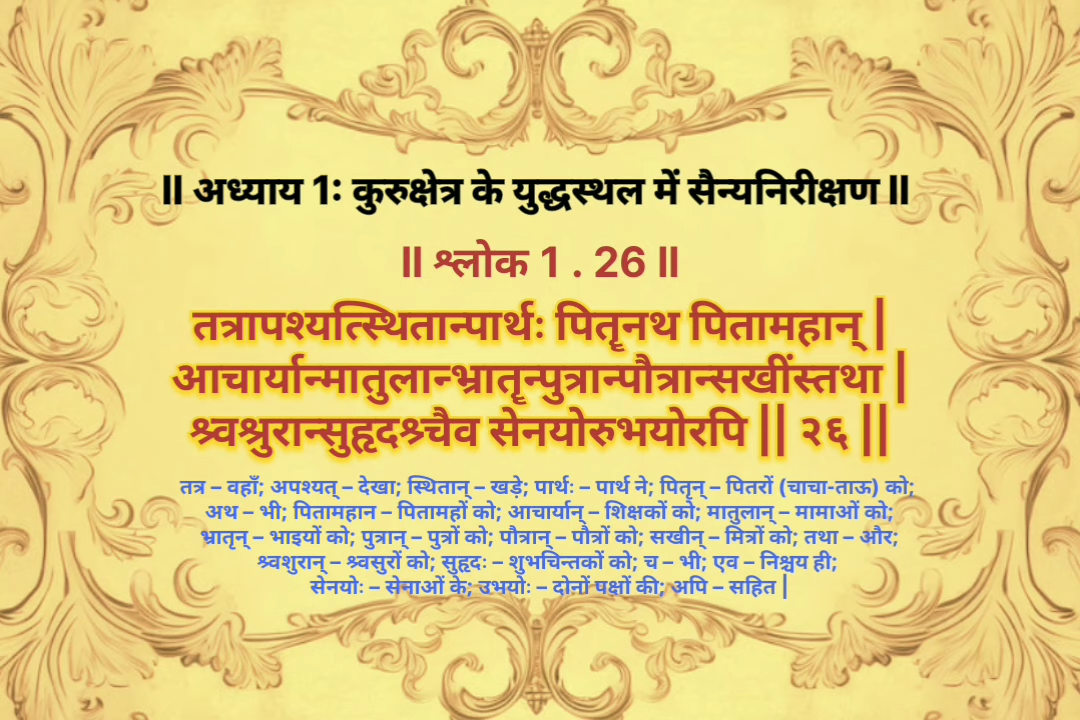 ॥ अध्याय 1: कुरुक्षेत्र के युद्धस्थल में सैन्यनिरीक्षण ॥
॥ श्लोक 1 . 26 ॥
तत्रापश्यत्स्थितान्पार्थः पितृनथ पितामहान् |
आचार्यान्मातुलान्भ्रातृन्पुत्रान्पौत्रान्सखींस्तथा |
श्र्वश्रुरान्सुहृदश्र्चैव सेनयोरुभयोरपि || २६ ||
तत्र – वहाँ; अपश्यत् – देखा; स्थितान् – खड़े; पार्थः – पार्थ ने; पितृन् – पितरों (चाचा-ताऊ) को;
अथ – भी; पितामहान – पितामहों को; आचार्यान् – शिक्षकों को; मातुलान् – मामाओं को;
भ्रातृन् – भाइयों को; पुत्रान् – पुत्रों को; पौत्रान् – पौत्रों को; सखीन् – मित्रों को; तथा – और;
श्र्वशुरान् – श्र्वसुरों को; सुहृदः – शुभचिन्तकों को; च – भी; एव – निश्चय ही;
सेनयोः – सेनाओं के; उभयोः – दोनों पक्षों की; अपि – सहित |